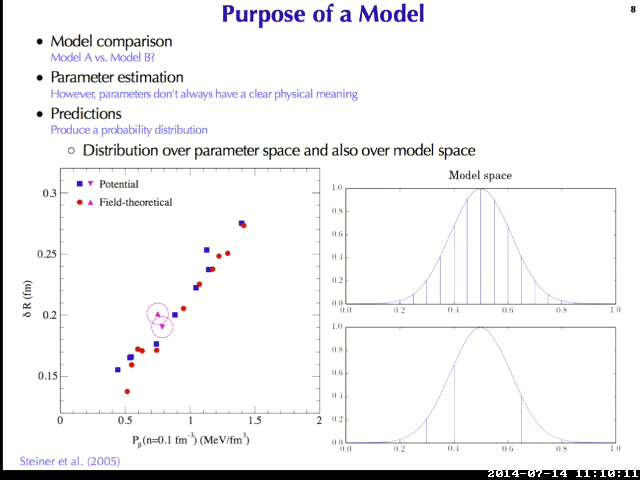 Purpose of a Model
8
• Model comparison
Model A vs. Model B?
• Parameter estimation
However, parameters don't always have a clear physical meaning
• Predictions
Produce a probability distribution
○ Distribution over parameter space and also over model space
Potential
Field-theoretical
0.3
0.25
0.2
0.15
δ R (fm)
0
0.5
1
1.5
2
P_β(n=0.1 fm⁻³) (MeV/fm³)
Model space
1.0
0.8
0.6
0.4
0.2
0.0
0.0 0.2 0.4 0.6 0.8 1.0
1.0
0.8
0.6
0.4
0.2
0.0
0.0 0.2 0.4 0.6 0.8 1.0
Steiner et al. (2005)
2014-07-14 11:10:11